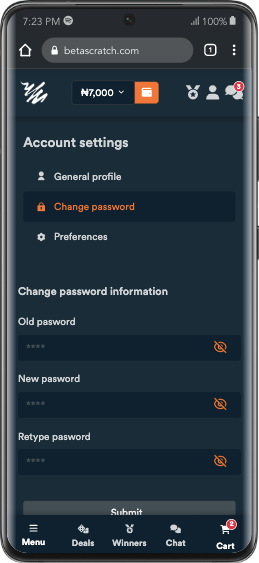 7:23 PM
100%
betascratch.com
1
₦7,000
3
Account settings
General profile
Change password
Preferences
Change password information
Old pasword
****
New pasword
****
Retype pasword
****
Submit
2
Menu
Deals
Winners
Chat
Cart